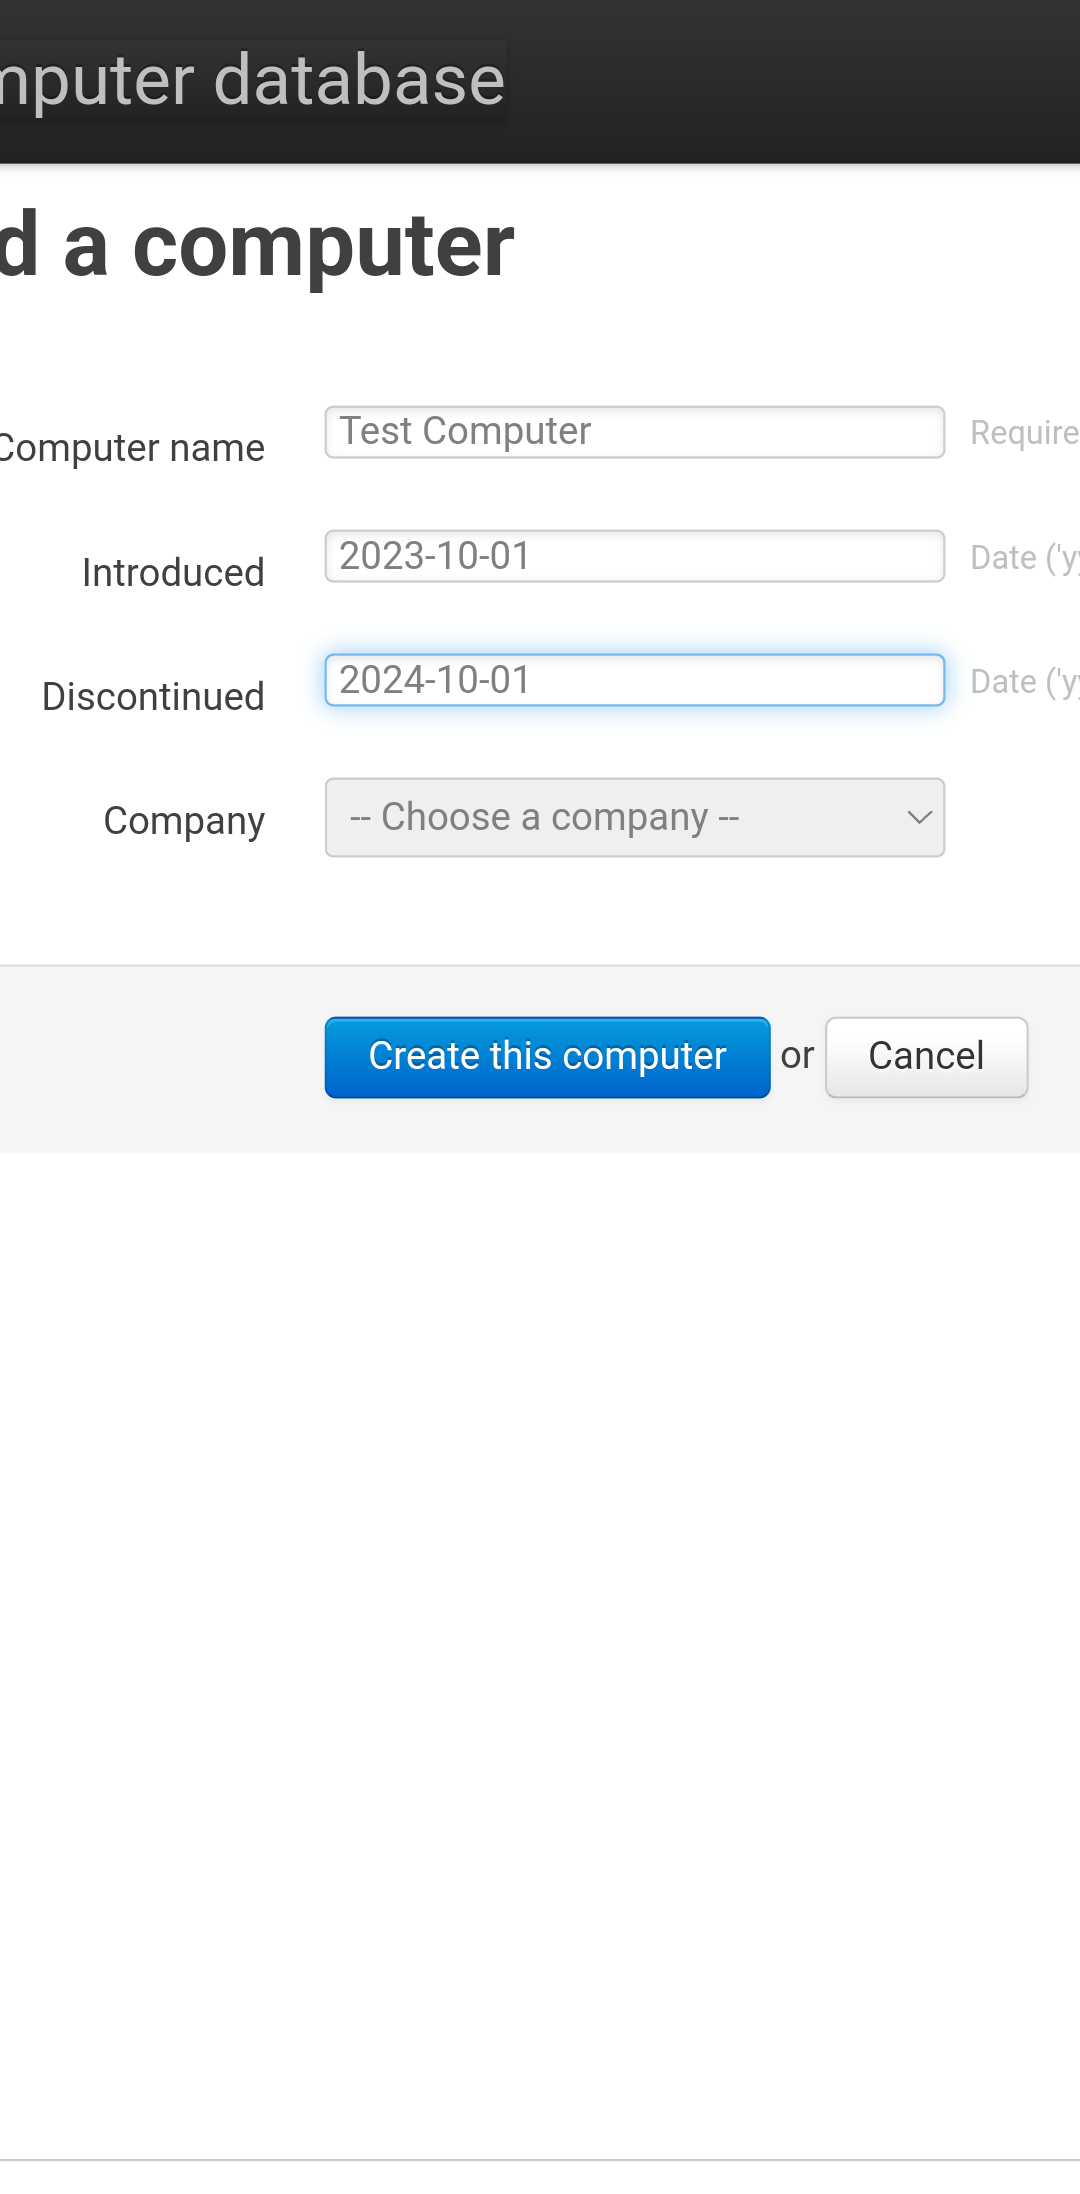 mputer database
d a computer
Computer name
Test Computer
Require
Introduced
2023-10-01
Date ('y
Discontinued
2024-10-01
Date ('y
Company
-- Choose a company --
Create this computer or Cancel